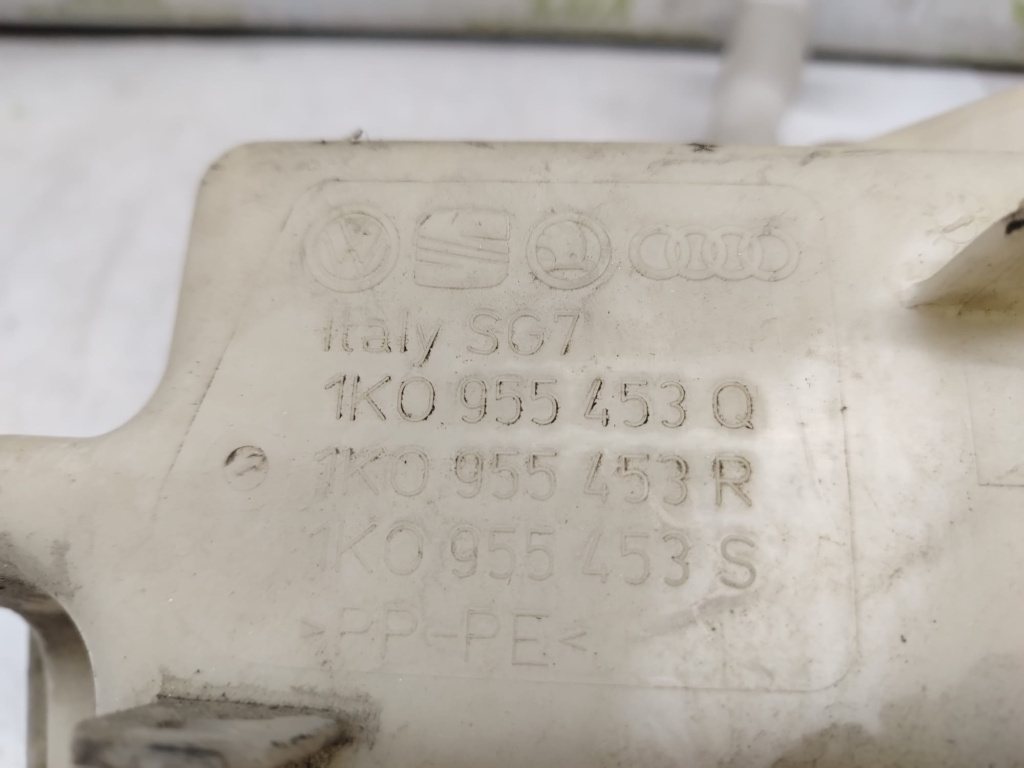 Italy SG7
1K0 955 453 Q
1K0 955 453 R
1K0 955 453 S
>PP-PE<